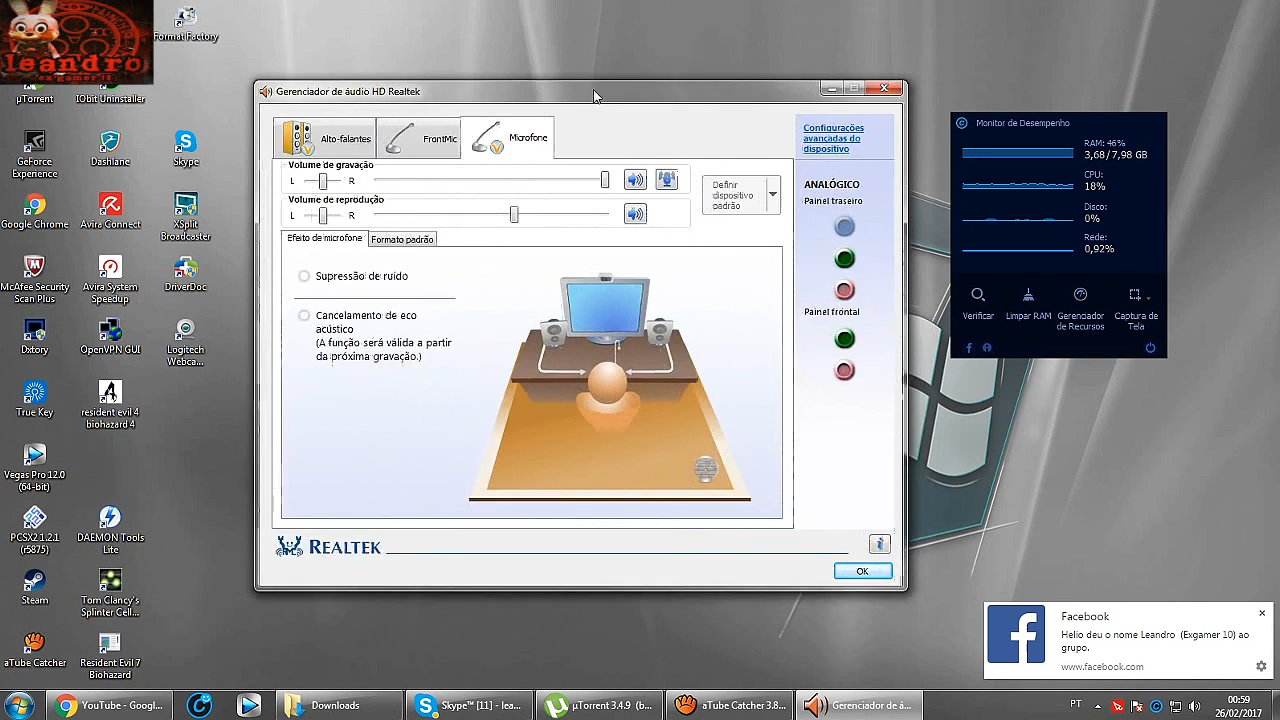 leandro
exgamer10
Format Factory
µTorrent
IObit Uninstaller
GeForce
Experience
Dashlane
Skype
Google Chrome
Avira Connect
XSplit
Broadcaster
McAfee Security
Scan Plus
Avira System
Speedup
DriverDoc
Dxtory
OpenVPN GUI
Logitech
Webca...
True Key
resident evil 4
biohazard 4
Vegas Pro 12.0
(64-bit)
PCSX2 1.2.1
(r5875)
DAEMON Tools
Lite
Steam
Tom Clancy's
Splinter Cell...
aTube Catcher
Resident Evil 7
Biohazard
Gerenciador de áudio HD Realtek
Alto-falantes
FrontMic
Microfone
Configurações
avançadas do
dispositivo
Volume de gravação
L
R
Definir
dispositivo
padrão
Volume de reprodução
L
R
Efeito de microfone
Formato padrão
Supressão de ruído
Cancelamento de eco
acústico
(A função será válida a partir
da próxima gravação.)
ANALÓGICO
Painel traseiro
Painel frontal
REALTEK
OK
Monitor de Desempenho
RAM: 46%
3,68/7,98 GB
CPU:
18%
Disco:
0%
Rede:
0,92%
Verificar
Limpar RAM
Gerenciador
de Recursos
Captura de
Tela
Facebook
Helio deu o nome Leandro (Exgamer 10) ao
grupo.
www.facebook.com
YouTube - Googl...
Downloads
Skype™ [11] - lea...
µTorrent 3.4.9 (b...
aTube Catcher 3.8...
Gerenciador de á...
PT
00:59
26/02/2017